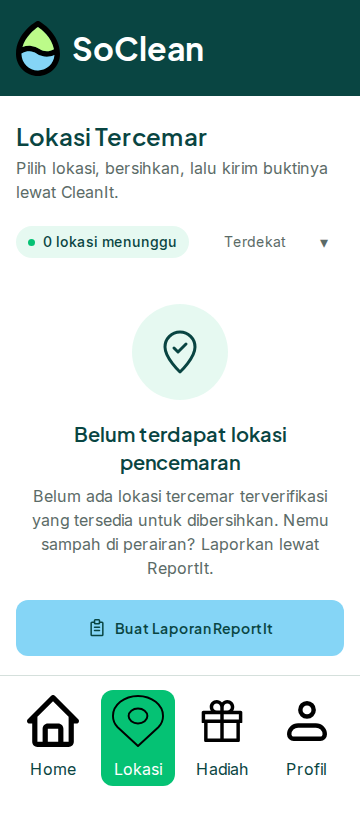 SoClean
Lokasi Tercemar
Pilih lokasi, bersihkan, lalu kirim buktinya
lewat CleanIt.
0 lokasi menunggu
Terdekat ▾
Belum terdapat lokasi
pencemaran
Belum ada lokasi tercemar terverifikasi
yang tersedia untuk dibersihkan. Nemu
sampah di perairan? Laporkan lewat
ReportIt.
Buat Laporan ReportIt
Home Lokasi Hadiah Profil